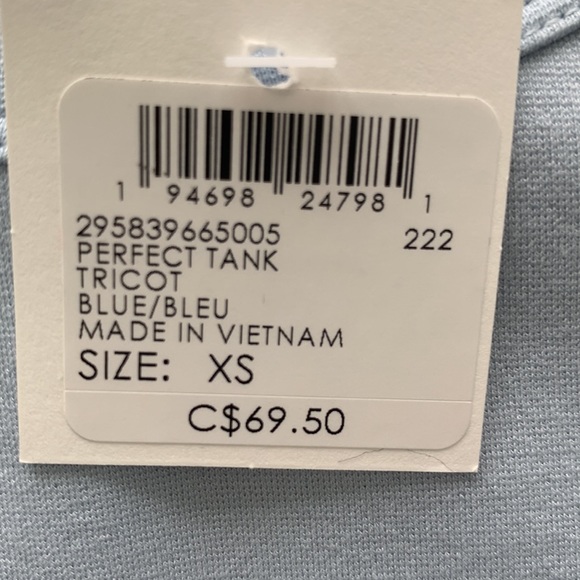 1 94698 24798 1
295839665005 222
PERFECT TANK
TRICOT
BLUE/BLEU
MADE IN VIETNAM
SIZE: XS
C$69.50